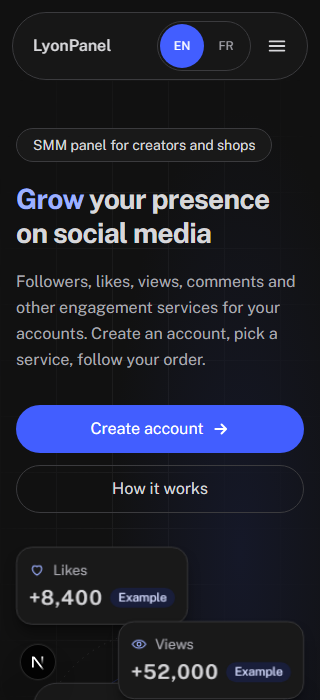 LyonPanel
EN
FR
SMM panel for creators and shops
Grow your presence
on social media
Followers, likes, views, comments and
other engagement services for your
accounts. Create an account, pick a
service, follow your order.
Create account →
How it works
Likes
+8,400 Example
Views
+52,000 Example
N